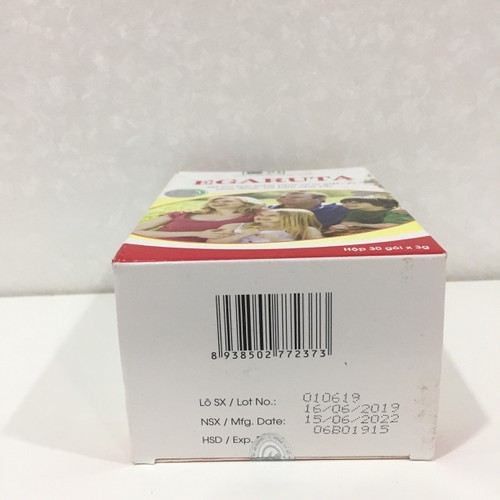 EGARUTA
Hộp 30 gói x 3g
8 938502 772373
Lô SX / Lot No.: 010619
NSX / Mfg. Date: 16/06/2019
HSD / Exp. 15/06/2022
06B01915